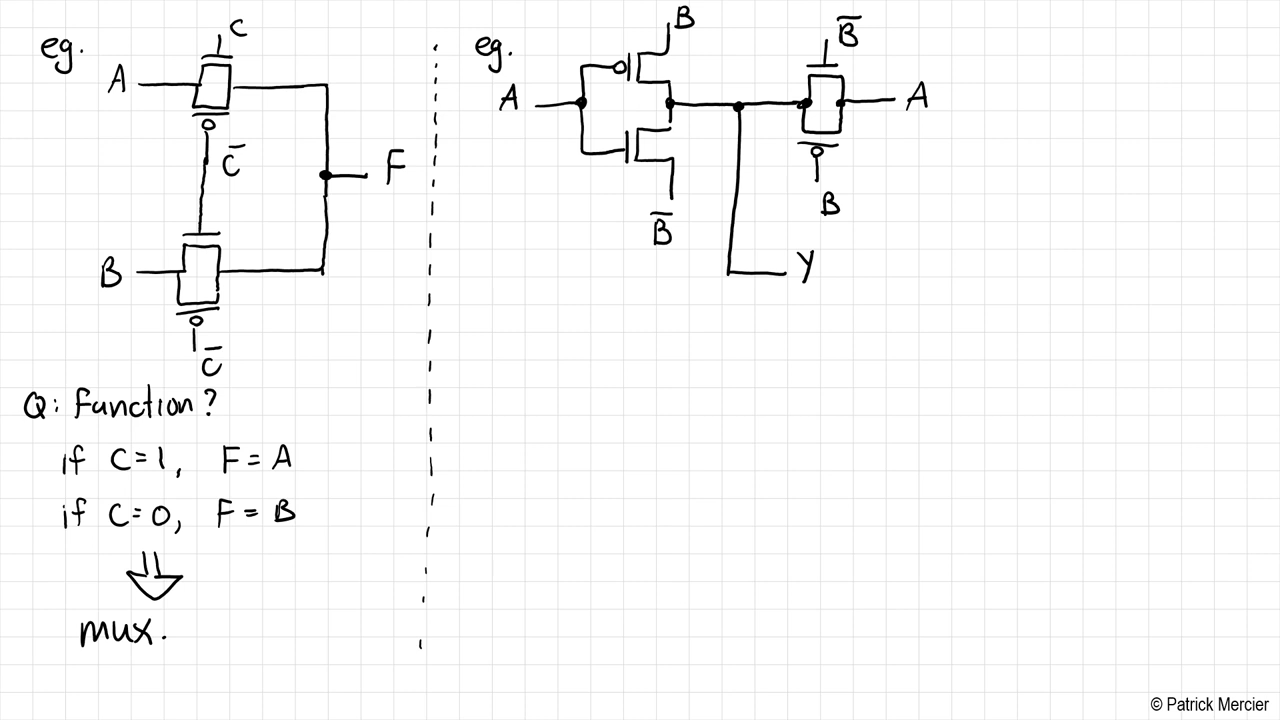 eg.
C
A
C̅
F
B
C̅
Q: Function?
if C=1, F=A
if C=0, F=B
mux.
eg.
B
B̅
A
A
B
B̅
Y
© Patrick Mercier